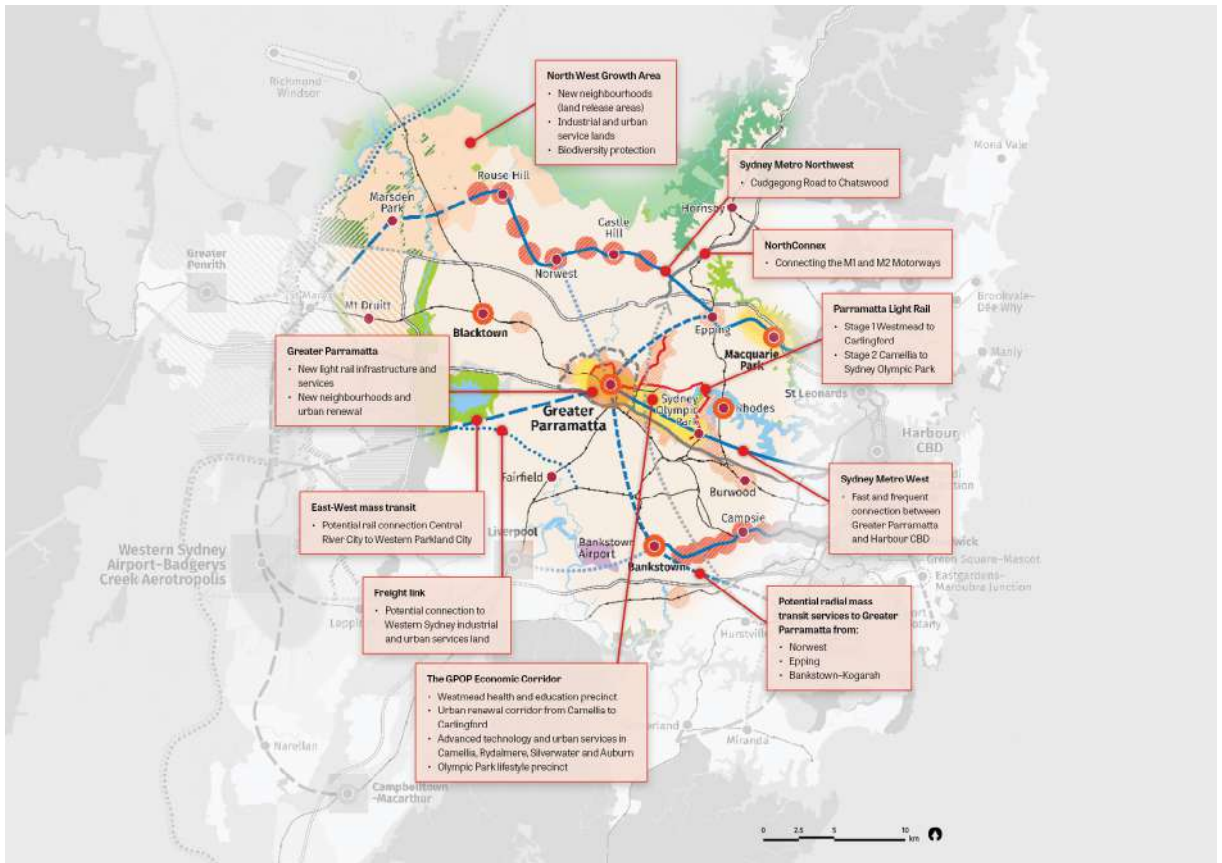 Richmond
Windsor
North West Growth Area
• New neighbourhoods
(land release areas)
• Industrial and urban
service lands
• Biodiversity protection
Mona Vale
Sydney Metro Northwest
• Cudgegong Road to Chatswood
Rouse Hill
Marsden
Park
Castle
Hill
Hornsby
NorthConnex
• Connecting the M1 and M2 Motorways
Norwest
Greater
Penrith
St Marys
Mt Druitt
Blacktown
Epping
Macquarie
Park
Brookvale–
Dee Why
Manly
Parramatta Light Rail
• Stage 1 Westmead to
Carlingford
• Stage 2 Camellia to
Sydney Olympic Park
Greater Parramatta
• New light rail infrastructure and
services
• New neighbourhoods and
urban renewal
Greater
Parramatta
Sydney
Olympic
Park
Rhodes
St Leonards
Harbour
CBD
Fairfield
Burwood
Sydney Metro West
• Fast and frequent
connection between
Greater Parramatta
and Harbour CBD
East-West mass transit
• Potential rail connection Central
River City to Western Parkland
City
Liverpool
Bankstown
Airport
Campsie
Bankstown
Western Sydney
Airport–Badgerys
Creek Aerotropolis
Green Square–Mascot
Eastgardens–
Maroubra Junction
Freight link
• Potential connection to
Western Sydney industrial
and urban services land
Potential radial mass
transit services to Greater
Parramatta from:
• Norwest
• Epping
• Bankstown–Kogarah
The GPOP Economic Corridor
• Westmead health and education precinct
• Urban renewal corridor from Camellia to
Carlingford
• Advanced technology and urban services in
Camellia, Rydalmere, Silverwater and Auburn
• Olympic Park lifestyle precinct
Miranda
Narellan
Campbelltown
–Macarthur
0 2.5 5 10
km